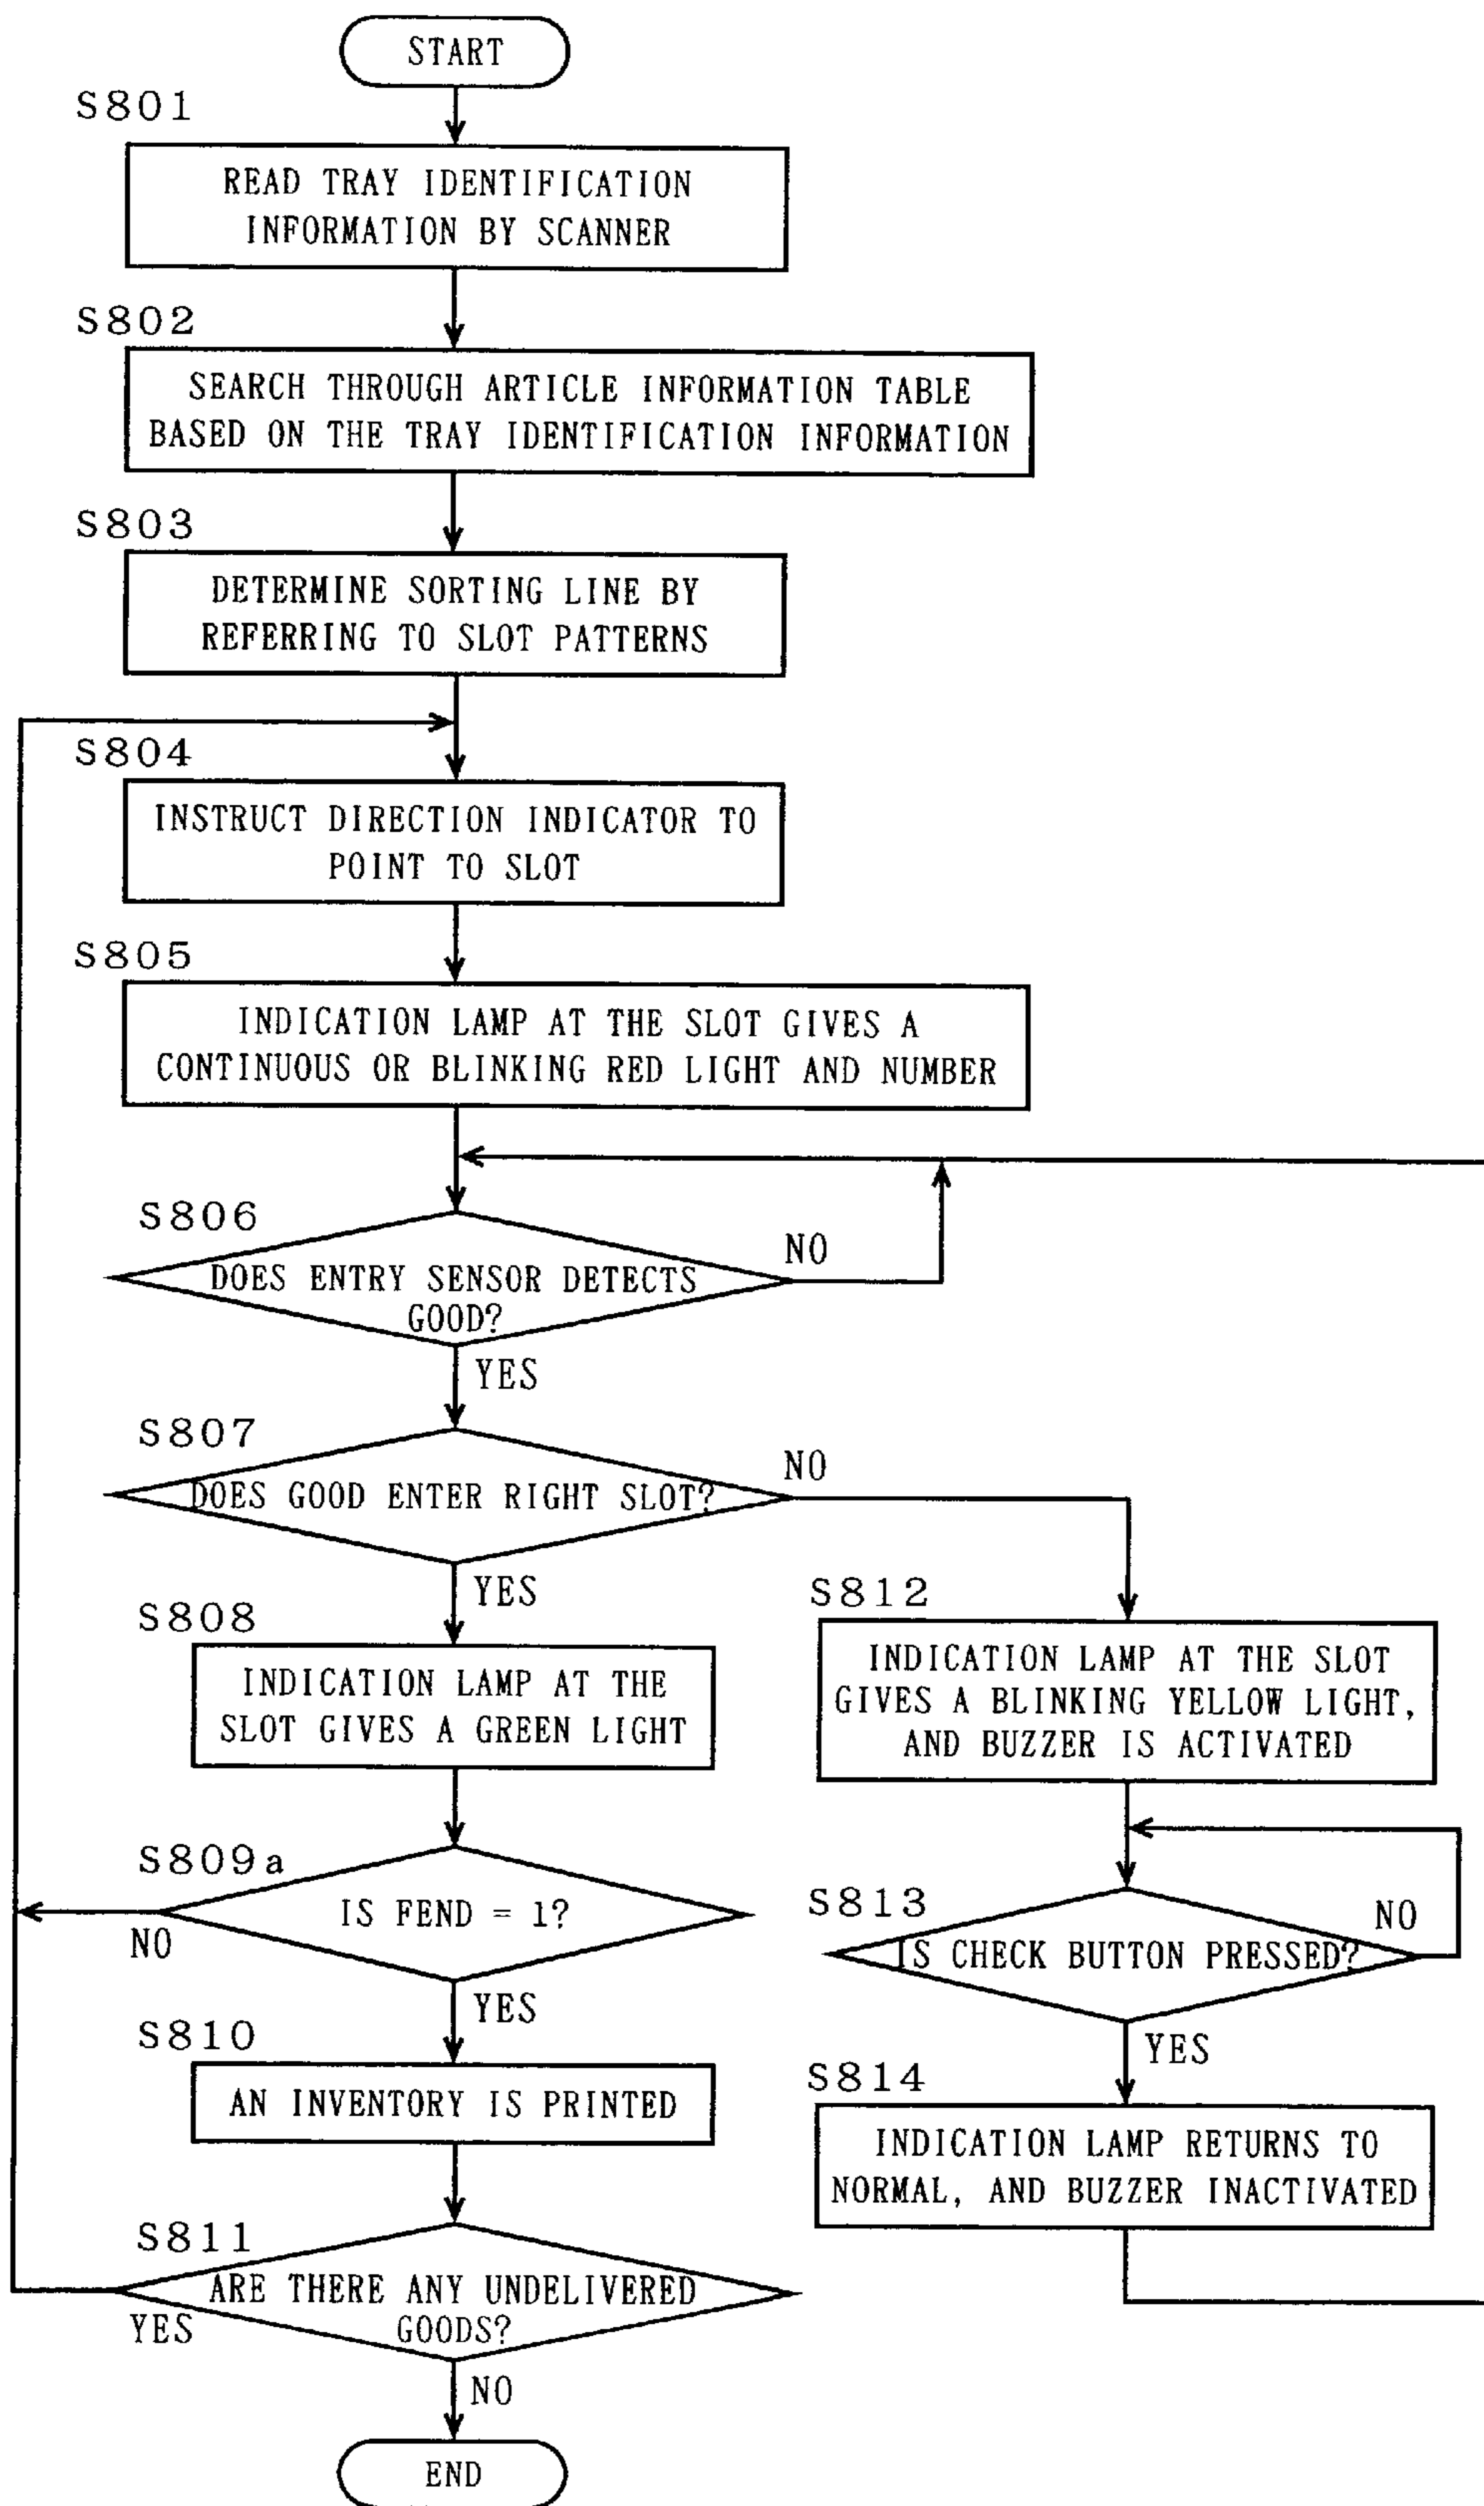 START
S801
READ TRAY IDENTIFICATION
INFORMATION BY SCANNER
S802
SEARCH THROUGH ARTICLE INFORMATION TABLE
BASED ON THE TRAY IDENTIFICATION INFORMATION
S803
DETERMINE SORTING LINE BY
REFERRING TO SLOT PATTERNS
S804
INSTRUCT DIRECTION INDICATOR TO
POINT TO SLOT
S805
INDICATION LAMP AT THE SLOT GIVES A
CONTINUOUS OR BLINKING RED LIGHT AND NUMBER
S806
DOES ENTRY SENSOR DETECTS
GOOD?
NO
YES
S807
DOES GOOD ENTER RIGHT SLOT?
NO
YES
S808
INDICATION LAMP AT THE
SLOT GIVES A GREEN LIGHT
S809a
IS FEND = 1?
NO
YES
S810
AN INVENTORY IS PRINTED
S811
ARE THERE ANY UNDELIVERED
GOODS?
YES
NO
END
S812
INDICATION LAMP AT THE SLOT
GIVES A BLINKING YELLOW LIGHT,
AND BUZZER IS ACTIVATED
S813
IS CHECK BUTTON PRESSED?
NO
YES
S814
INDICATION LAMP RETURNS TO
NORMAL, AND BUZZER INACTIVATED